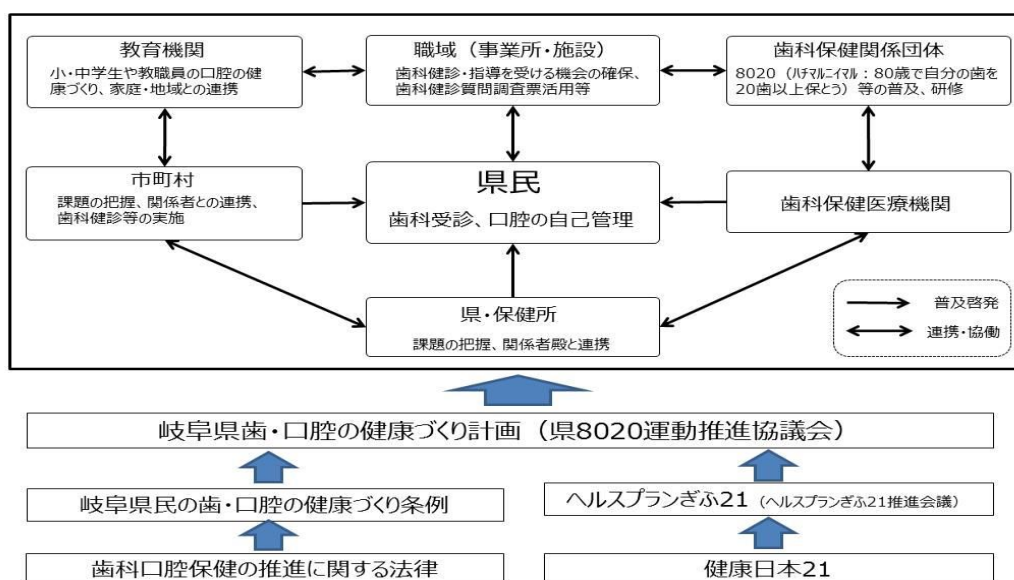 教育機関
小・中学生や教職員の口腔の健
康づくり、家庭・地域との連携
職域（事業所・施設）
歯科健診・指導を受ける機会の確保、
歯科健診質問調査票活用等
歯科保健関係団体
8020（ﾊﾁﾏﾙﾆｲﾏﾙ：80歳で自分の歯を
20歯以上保とう）等の普及、研修
市町村
課題の把握、関係者との連携、
歯科健診等の実施
県民
歯科受診、口腔の自己管理
歯科保健医療機関
県・保健所
課題の把握、関係者殿と連携
普及啓発
連携・協働
岐阜県歯・口腔の健康づくり計画（県8020運動推進協議会）
岐阜県民の歯・口腔の健康づくり条例
ヘルスプランぎふ21（ヘルスプランぎふ21推進会議）
歯科口腔保健の推進に関する法律
健康日本21